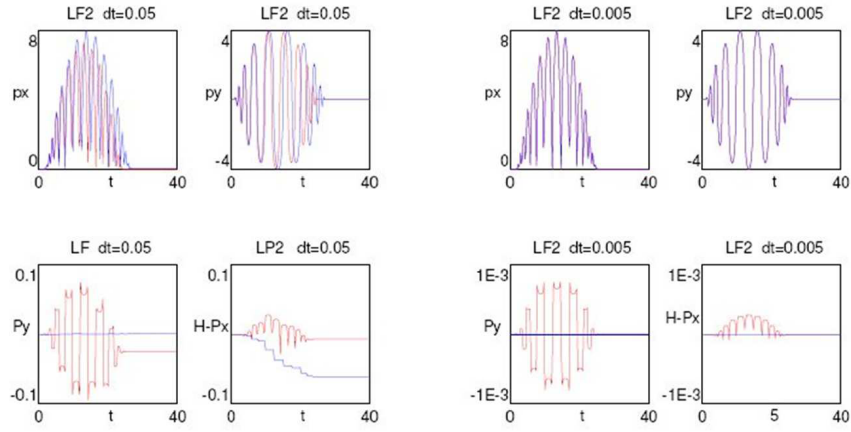 LF2 dt=0.05 LF2 dt=0.05 LF2 dt=0.005 LF2 dt=0.005
8 4 8 4
px py px py
0 -4 0 -4
0 t 40 0 t 40 0 t 40 0 t 40
LF dt=0.05 LP2 dt=0.05 LF2 dt=0.005 LF2 dt=0.005
0.1 0.1 1E-3 1E-3
Py H-Px Py H-Px
-0.1 -0.1 -1E-3 -1E-3
0 t 40 0 t 40 0 t 40 0 5 40